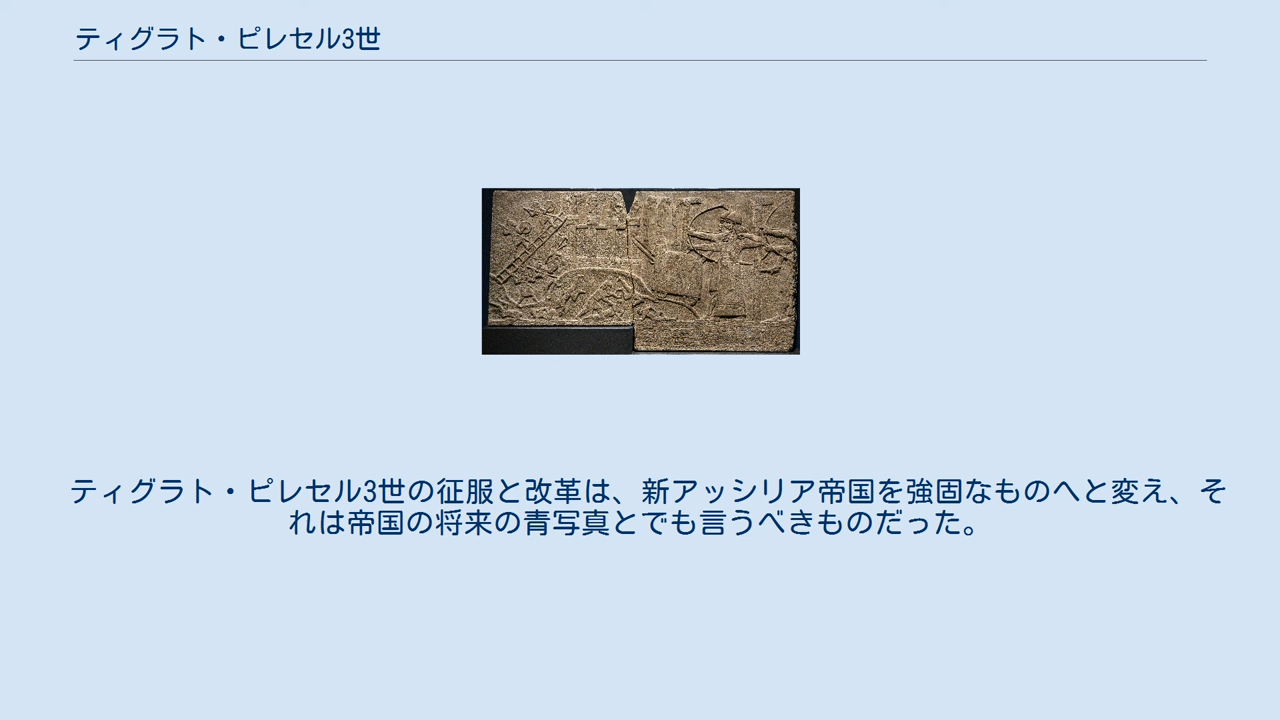 ティグラト・ピレセル3世
ティグラト・ピレセル3世の征服と改革は、新アッシリア帝国を強固なものへと変え、そ
れは帝国の将来の青写真とでも言うべきものだった。